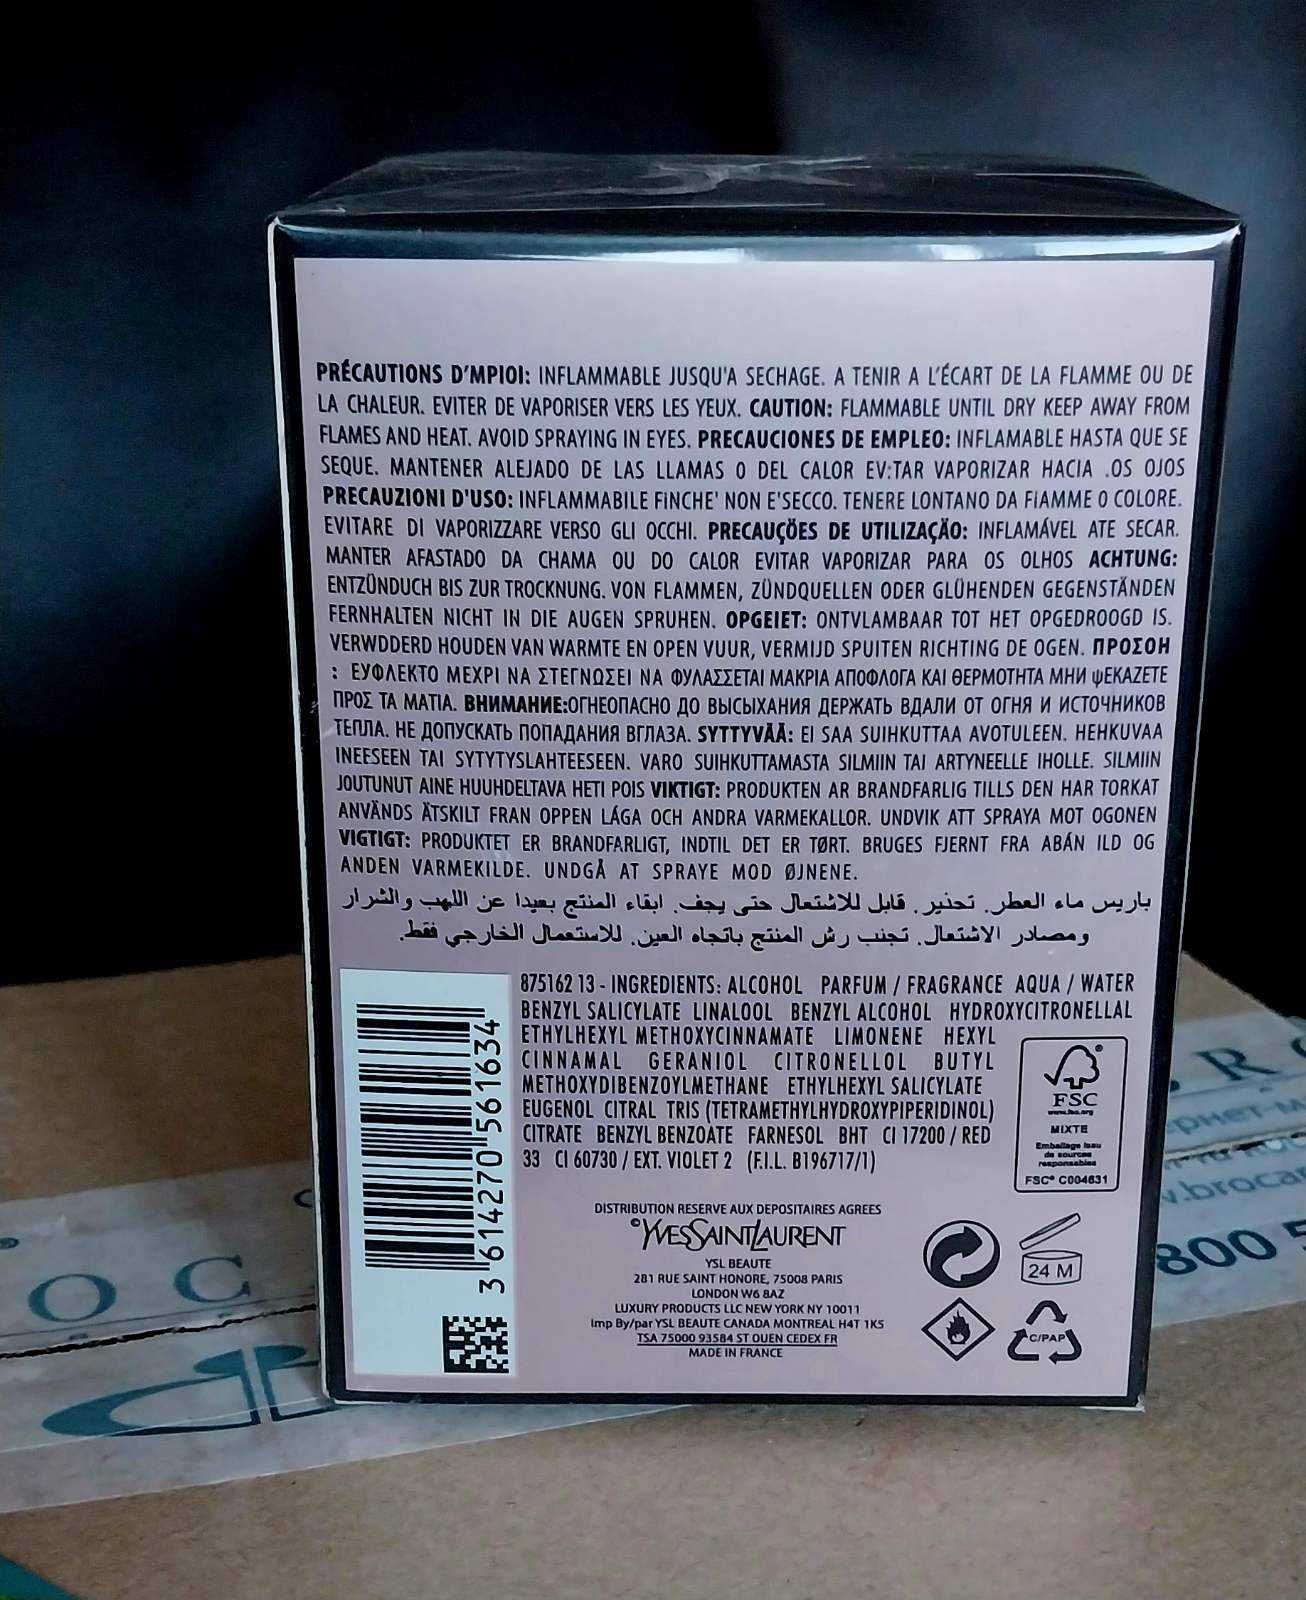 PRÉCAUTIONS D'MPIOI: INFLAMMABLE JUSQU'A SECHAGE. A TENIR A L'ÉCART DE LA FLAMME OU DE
LA CHALEUR. EVITER DE VAPORISER VERS LES YEUX. CAUTION: FLAMMABLE UNTIL DRY KEEP AWAY FROM
FLAMES AND HEAT. AVOID SPRAYING IN EYES. PRECAUCIONES DE EMPLEO: INFLAMABLE HASTA QUE SE
SEQUE. MANTENER ALEJADO DE LAS LLAMAS O DEL CALOR EV:TAR VAPORIZAR HACIA .OS OJOS
PRECAUZIONI D'USO: INFLAMMABILE FiNCHE' NON E'SECCO. TENERE LONTANO DA FiAMME O COLORE.
EVITARE DI VAPORIZZARE VERSO GLI OCCHI. PRECAUÇÖES DE UTILIZAÇÄO: INFLAMÁVEL ATE SECAR.
MANTER AFASTADO DA CHAMA OU DO CALOR EVITAR VAPORIZAR PARA OS OLHOS ACHTUNG:
ENTZÜNDUCH BIS ZUR TROCKNUNG. VON FLAMMEN, ZÜNDQUELLEN ODER GLÜHENDEN GEGENSTÄNDEN
FERNHALTEN NICHT IN DIE AUGEN SPRUHEN. OPGEIET: ONTVLAMBAAR TOT HET OPGEDROOGD IS.
VERWDDERD HOUDEN VAN WARMTE EN OPEN VUUR, VERMIJD SPUITEN RICHTING DE OGEN. ΠΡΟΣΟΗ
: ΕΥΦΛΕΚΤΟ ΜΕΧΡΙ ΝΑ ΣΤΕΓΝΩΣΕΙ ΝΑ ΦΥΛΑΣΣΕΤΑΙ ΜΑΚΡΙΑ ΑΠΟΦΛΟΓΑ ΚΑΙ ΘΕΡΜΟΤΗΤΑ ΜΗΙ ΨΕΚΑΖΕΤΕ
ΠΡΟΣ ΤΑ ΜΑΤΙΑ. ВНИМАНИЕ:ОГНЕОПАСНО ДО ВЫСЫХАНИЯ ДЕРЖАТЬ ВДАЛИ ОТ ОГНЯ И ИСТОЧНИКОВ
ТЕПЛА. НЕ ДОПУСКАТЬ ПОПАДАНИЯ ВГЛАЗА. SYTTYVÄÄ: EI SAA SUIHKUTTAA AVOTULEEN. HEHKUVAA
INEESEEN TAI SYTYTYSLAHTEESEEN. VARO SUIHKUTTAMASTA SILMIIN TAI ARTYNEELLE IHOLLE. SILMIIN
JOUTUNUT AINE HUUHDELTAVA HETI POIS VIKTIGT: PRODUKTEN AR BRANDFARLIG TILLS DEN HAR TORKAT
ANVÄNDS ÄTSKILT FRAN OPPEN LÅGA OCH ANDRA VARMEKALLOR. UNDVIK ATT SPRAYA MOT OGONEN
VIGTIGT: PRODUKTET ER BRANDFARLIGT, INDTIL DET ER TØRT. BRUGES FJERNT FRA ABÁN ILD OG
ANDEN VARMEKILDE. UNDGÅ AT SPRAYE MOD ØJNENE.
باريس ماء العطر. تحذير. قابل للاشتعال حتى يجف. ابقاء المنتج بعيدا عن اللهب والشرار
ومصادر الاشتعال. تجنب رش المنتج باتجاه العين. للاستعمال الخارجي فقط.
875162 13 - INGREDIENTS: ALCOHOL PARFUM / FRAGRANCE AQUA / WATER
BENZYL SALICYLATE LINALOOL BENZYL ALCOHOL HYDROXYCITRONELLAL
ETHYLHEXYL METHOXYCINNAMATE LIMONENE HEXYL
CINNAMAL GERANIOL CITRONELLOL BUTYL
METHOXYDIBENZOYLMETHANE ETHYLHEXYL SALICYLATE
EUGENOL CITRAL TRIS (TETRAMETHYLHYDROXYPIPERIDINOL)
CITRATE BENZYL BENZOATE FARNESOL BHT CI 17200 / RED
33 CI 60730 / EXT. VIOLET 2 (F.I.L. B196717/1)
3 614270 561634
FSC
www.fsc.org
MIXTE
Emballage issu
de sources
responsables
FSC® C004631
DISTRIBUTION RESERVE AUX DEPOSITAIRES AGREES
©YVESSAINTLAURENT
YSL BEAUTE
281 RUE SAINT HONORE, 75008 PARIS
LONDON W6 8AZ
LUXURY PRODUCTS LLC NEW YORK NY 10011
Imp By/par YSL BEAUTE CANADA MONTREAL H4T 1K5
TSA 75000 93584 ST OUEN CEDEX FR
MADE IN FRANCE
24 M
C/PAP
800